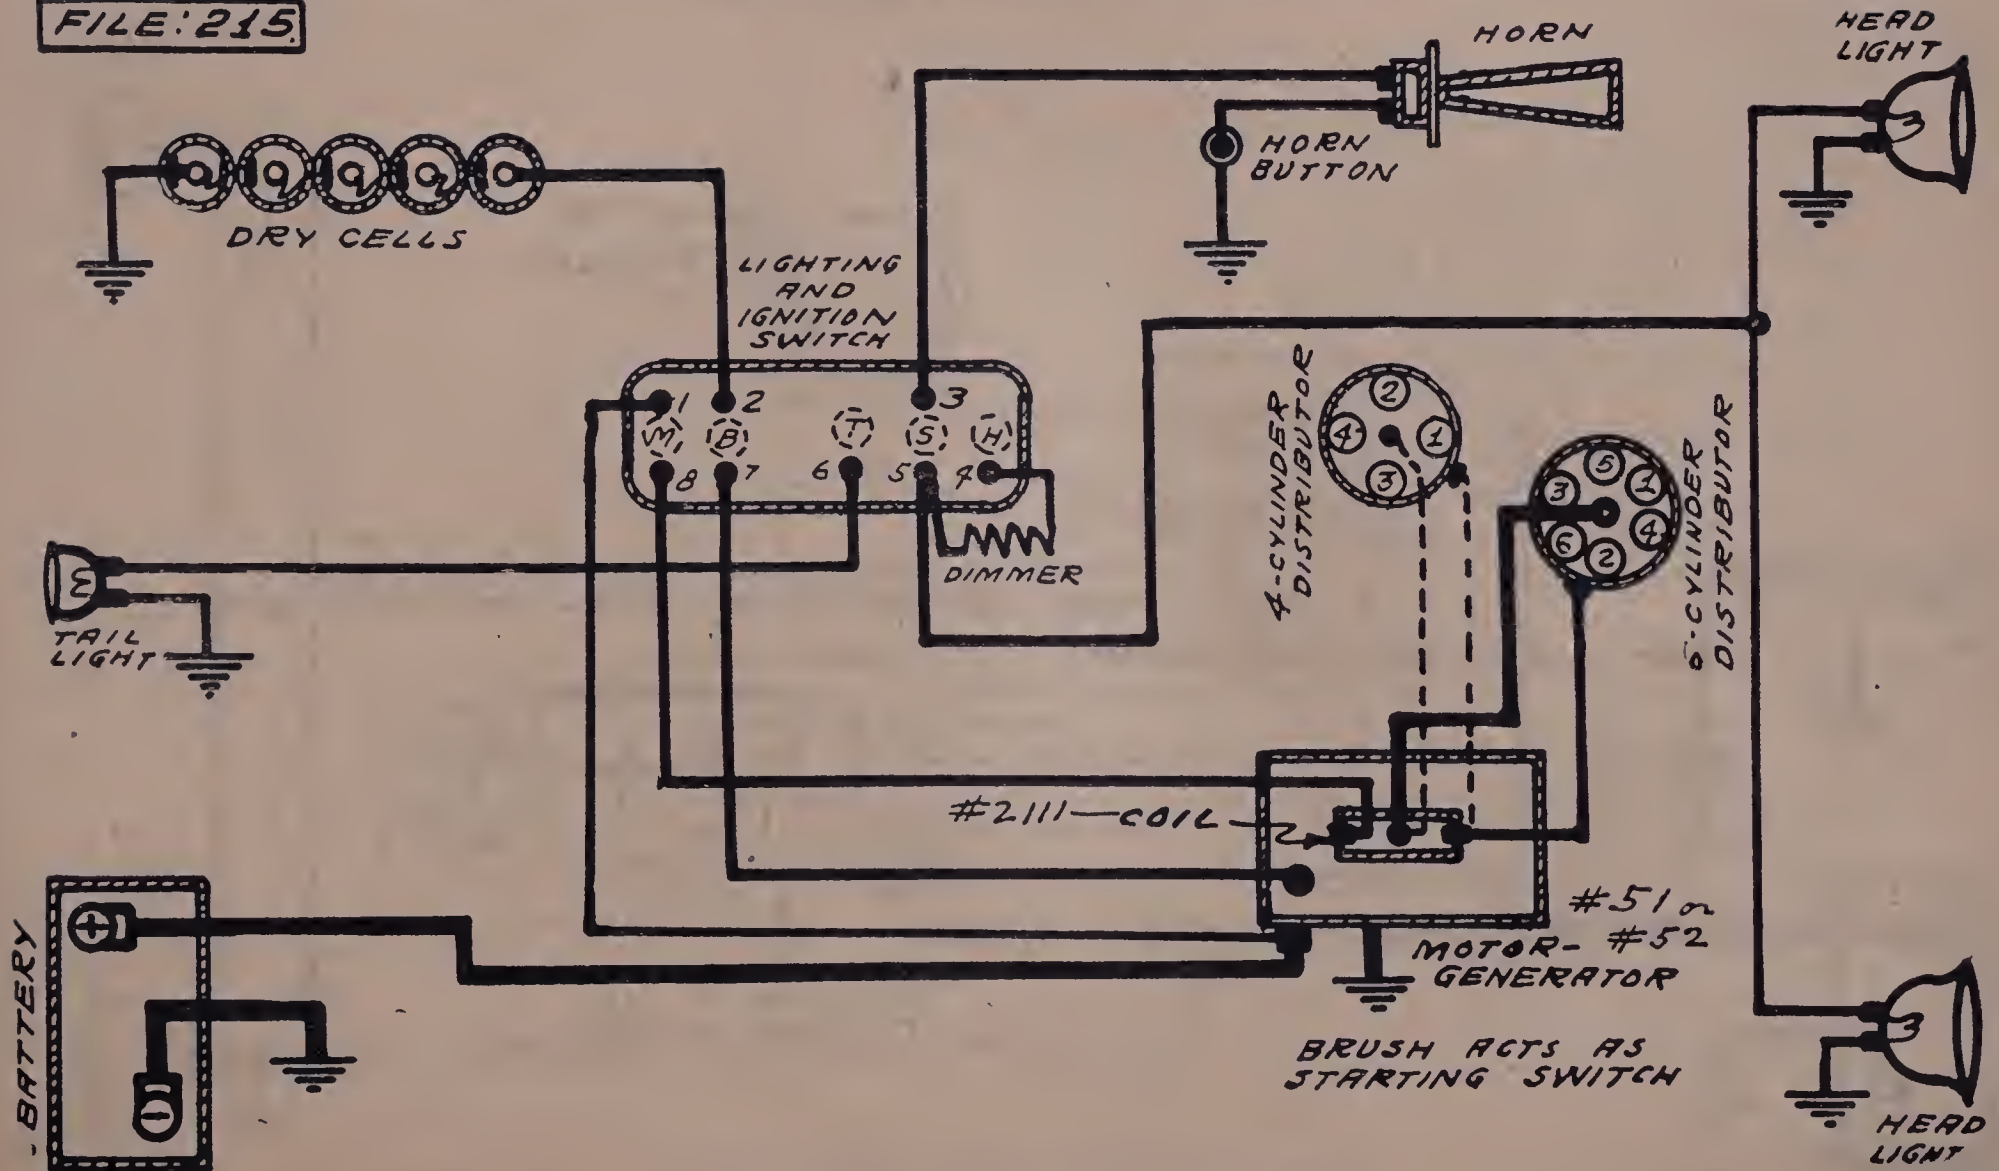 FILE:215.
HORN
HEAD
LIGHT
HORN
BUTTON
DRY CELLS
LIGHTING
AND
IGNITION
SWITCH
1 2 3
M B T S H
8 7 6 5 4
DIMMER
4-CYLINDER
DISTRIBUTOR
2
4 1
3
6-CYLINDER
DISTRIBUTOR
5
3 1
6 4
2
TAIL
LIGHT
#2111—COIL
#51 or
#52
MOTOR-
GENERATOR
BATTERY
+
−
BRUSH ACTS AS
STARTING SWITCH
HEAD
LIGHT